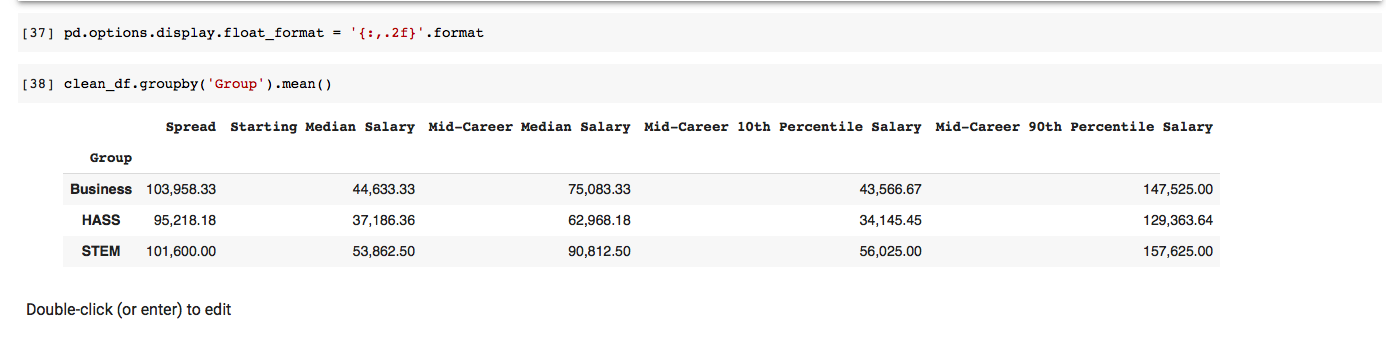 [37] pd.options.display.float_format = '{:,.2f}'.format
[38] clean_df.groupby('Group').mean()
Spread Starting Median Salary Mid-Career Median Salary Mid-Career 10th Percentile Salary Mid-Career 90th Percentile Salary
Group
Business 103,958.33 44,633.33 75,083.33 43,566.67 147,525.00
HASS 95,218.18 37,186.36 62,968.18 34,145.45 129,363.64
STEM 101,600.00 53,862.50 90,812.50 56,025.00 157,625.00
Double-click (or enter) to edit